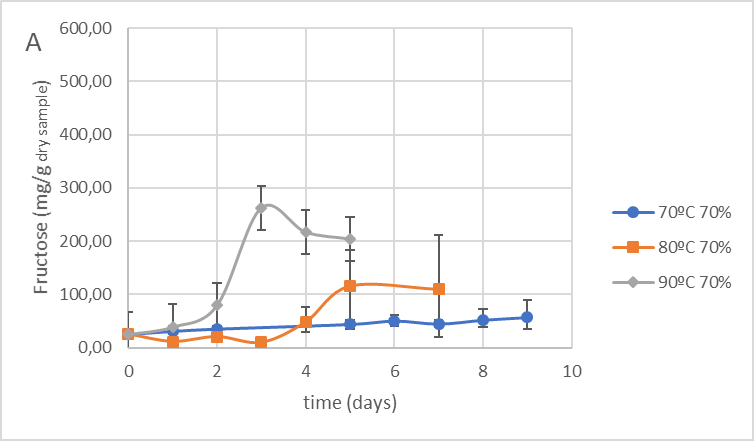 A
600,00
500,00
400,00
300,00
200,00
100,00
0,00
Fructose (mg/g dry sample)
0 2 4 6 8 10
time (days)
70ºC 70%
80ºC 70%
90ºC 70%